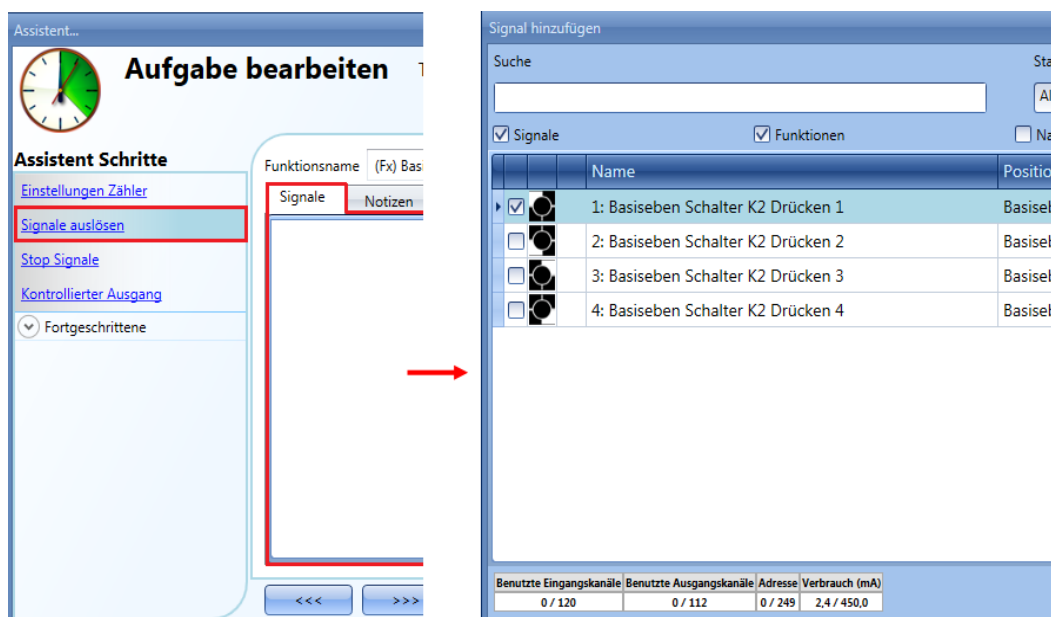 Assistent...
Aufgabe bearbeiten
Assistent Schritte
Einstellungen Zähler
Signale auslösen
Stop Signale
Kontrollierter Ausgang
Fortgeschrittene
Funktionsname (Fx) Basi
Signale Notizen
<<< >>>
Signal hinzufügen
Suche
Signale Funktionen
Name
1: Basiseben Schalter K2 Drücken 1
2: Basiseben Schalter K2 Drücken 2
3: Basiseben Schalter K2 Drücken 3
4: Basiseben Schalter K2 Drücken 4
Benutzte Eingangskanäle Benutzte Ausgangskanäle Adresse Verbrauch (mA)
0 / 120 0 / 112 0 / 249 2,4 / 450,0